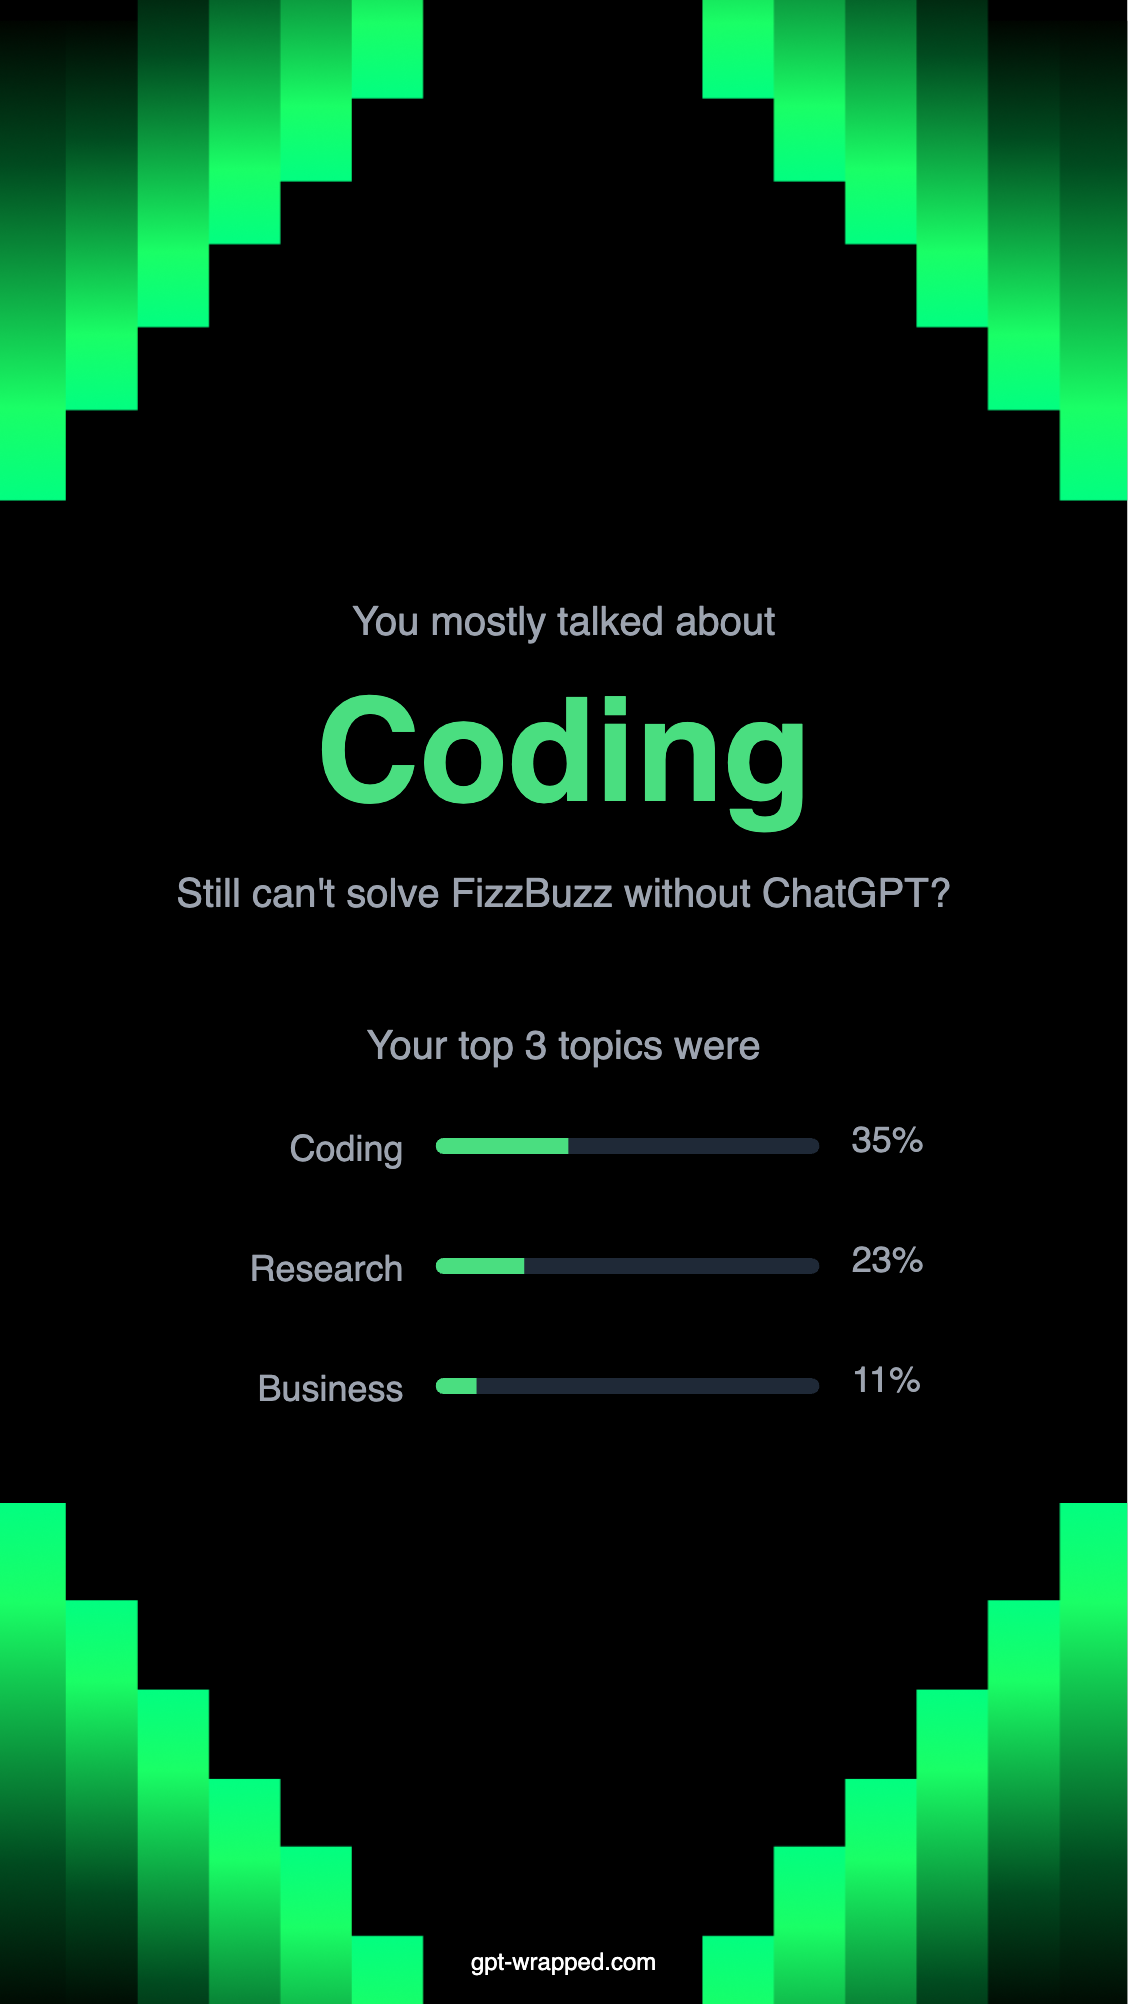 You mostly talked about
Coding
Still can't solve FizzBuzz without ChatGPT?
Your top 3 topics were
Coding 35%
Research 23%
Business 11%
gpt-wrapped.com